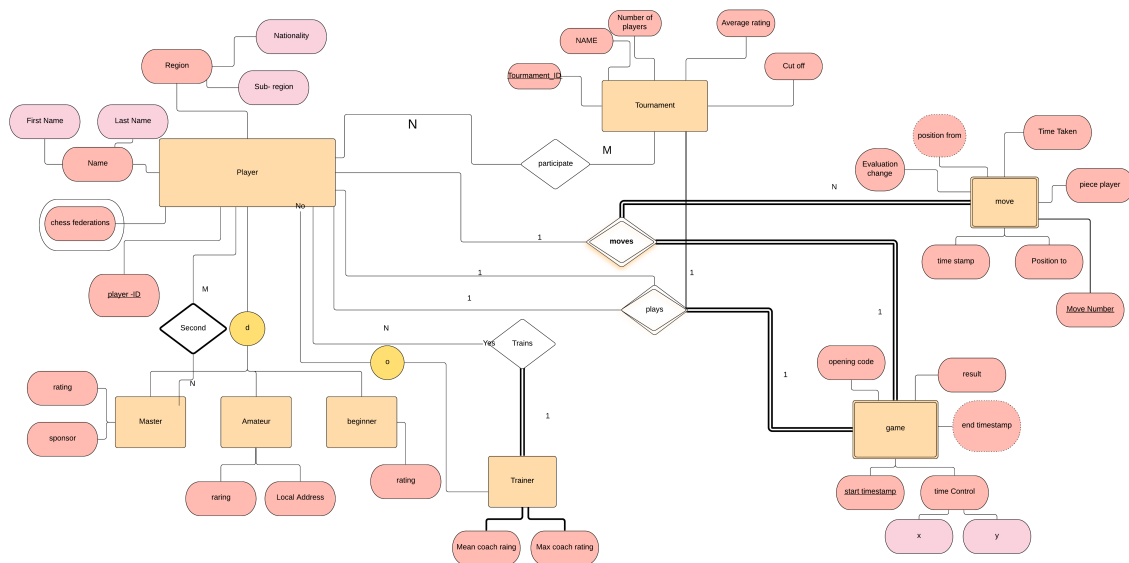 Number of
players
Average rating
Nationality
NAME
Region
Cut off
Tournament_ID
Sub- region
Tournament
First Name
Last Name
N
position from
Time Taken
M
participate
Name
Evaluation
change
Player
piece player
N
move
No
chess federations
1
moves
time stamp
Position to
1
1
M
player -ID
1
plays
Move Number
1
Second
d
N
Yes
Trains
o
opening code
result
1
N
rating
Master
Amateur
beginner
1
end timestamp
game
sponsor
rating
Trainer
raring
Local Address
start timestamp
time Control
x
y
Mean coach raing
Max coach rating